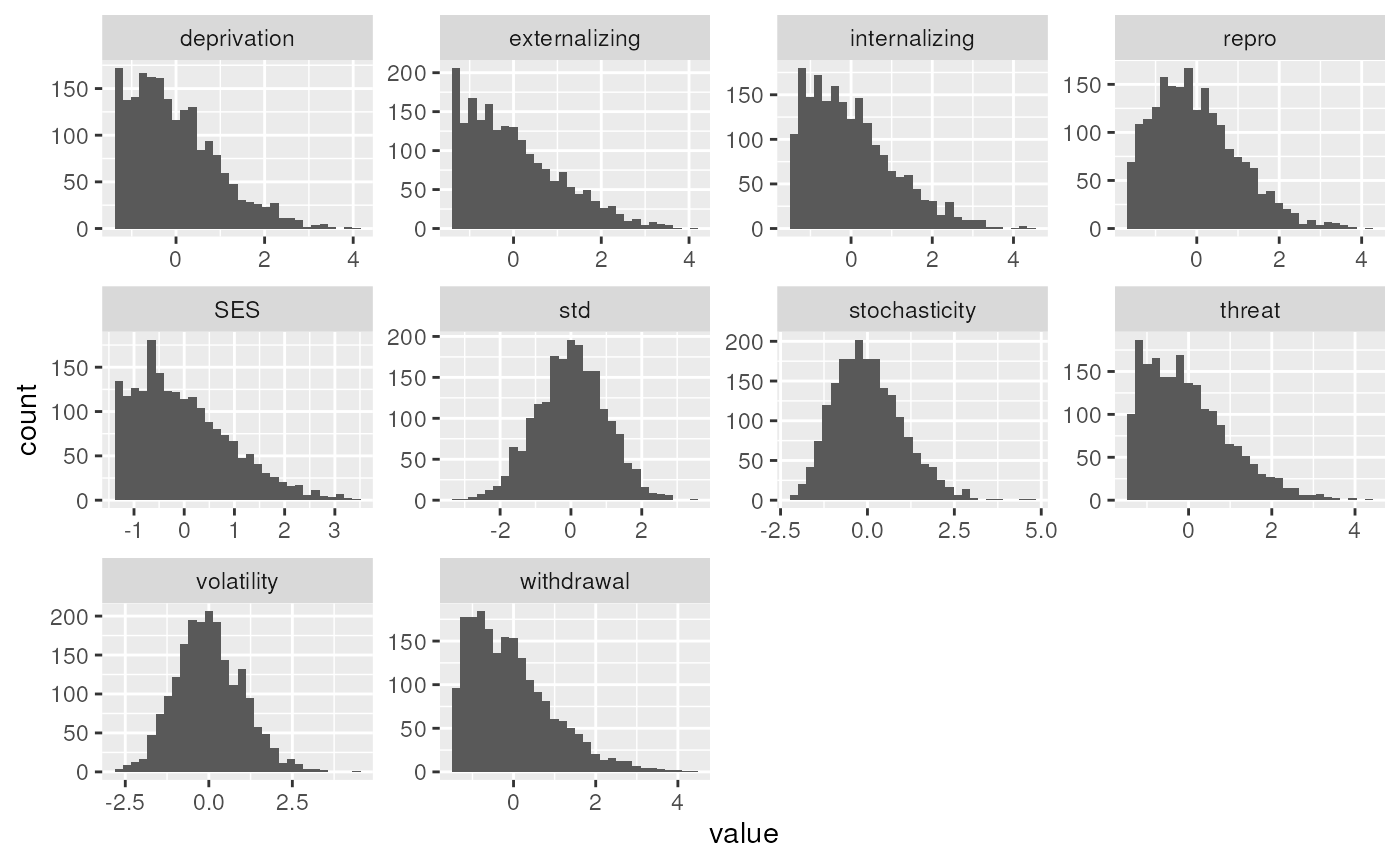 deprivation externalizing internalizing repro
150 200 150 150
100 150 100 100
50 100 50 50
0 50 0 0
0
0 2 4 0 2 4 0 2 4 0 2 4
SES std stochasticity threat
150 200 200 150
100 150 150 100
50 100 100 50
0 50 50 0
0 0
-1 0 1 2 3 -2 0 2 -2.5 0.0 2.5 5.0 0 2 4
count
volatility withdrawal
200 150
150 100
100 50
50 0
0
-2.5 0.0 2.5 0 2 4
value